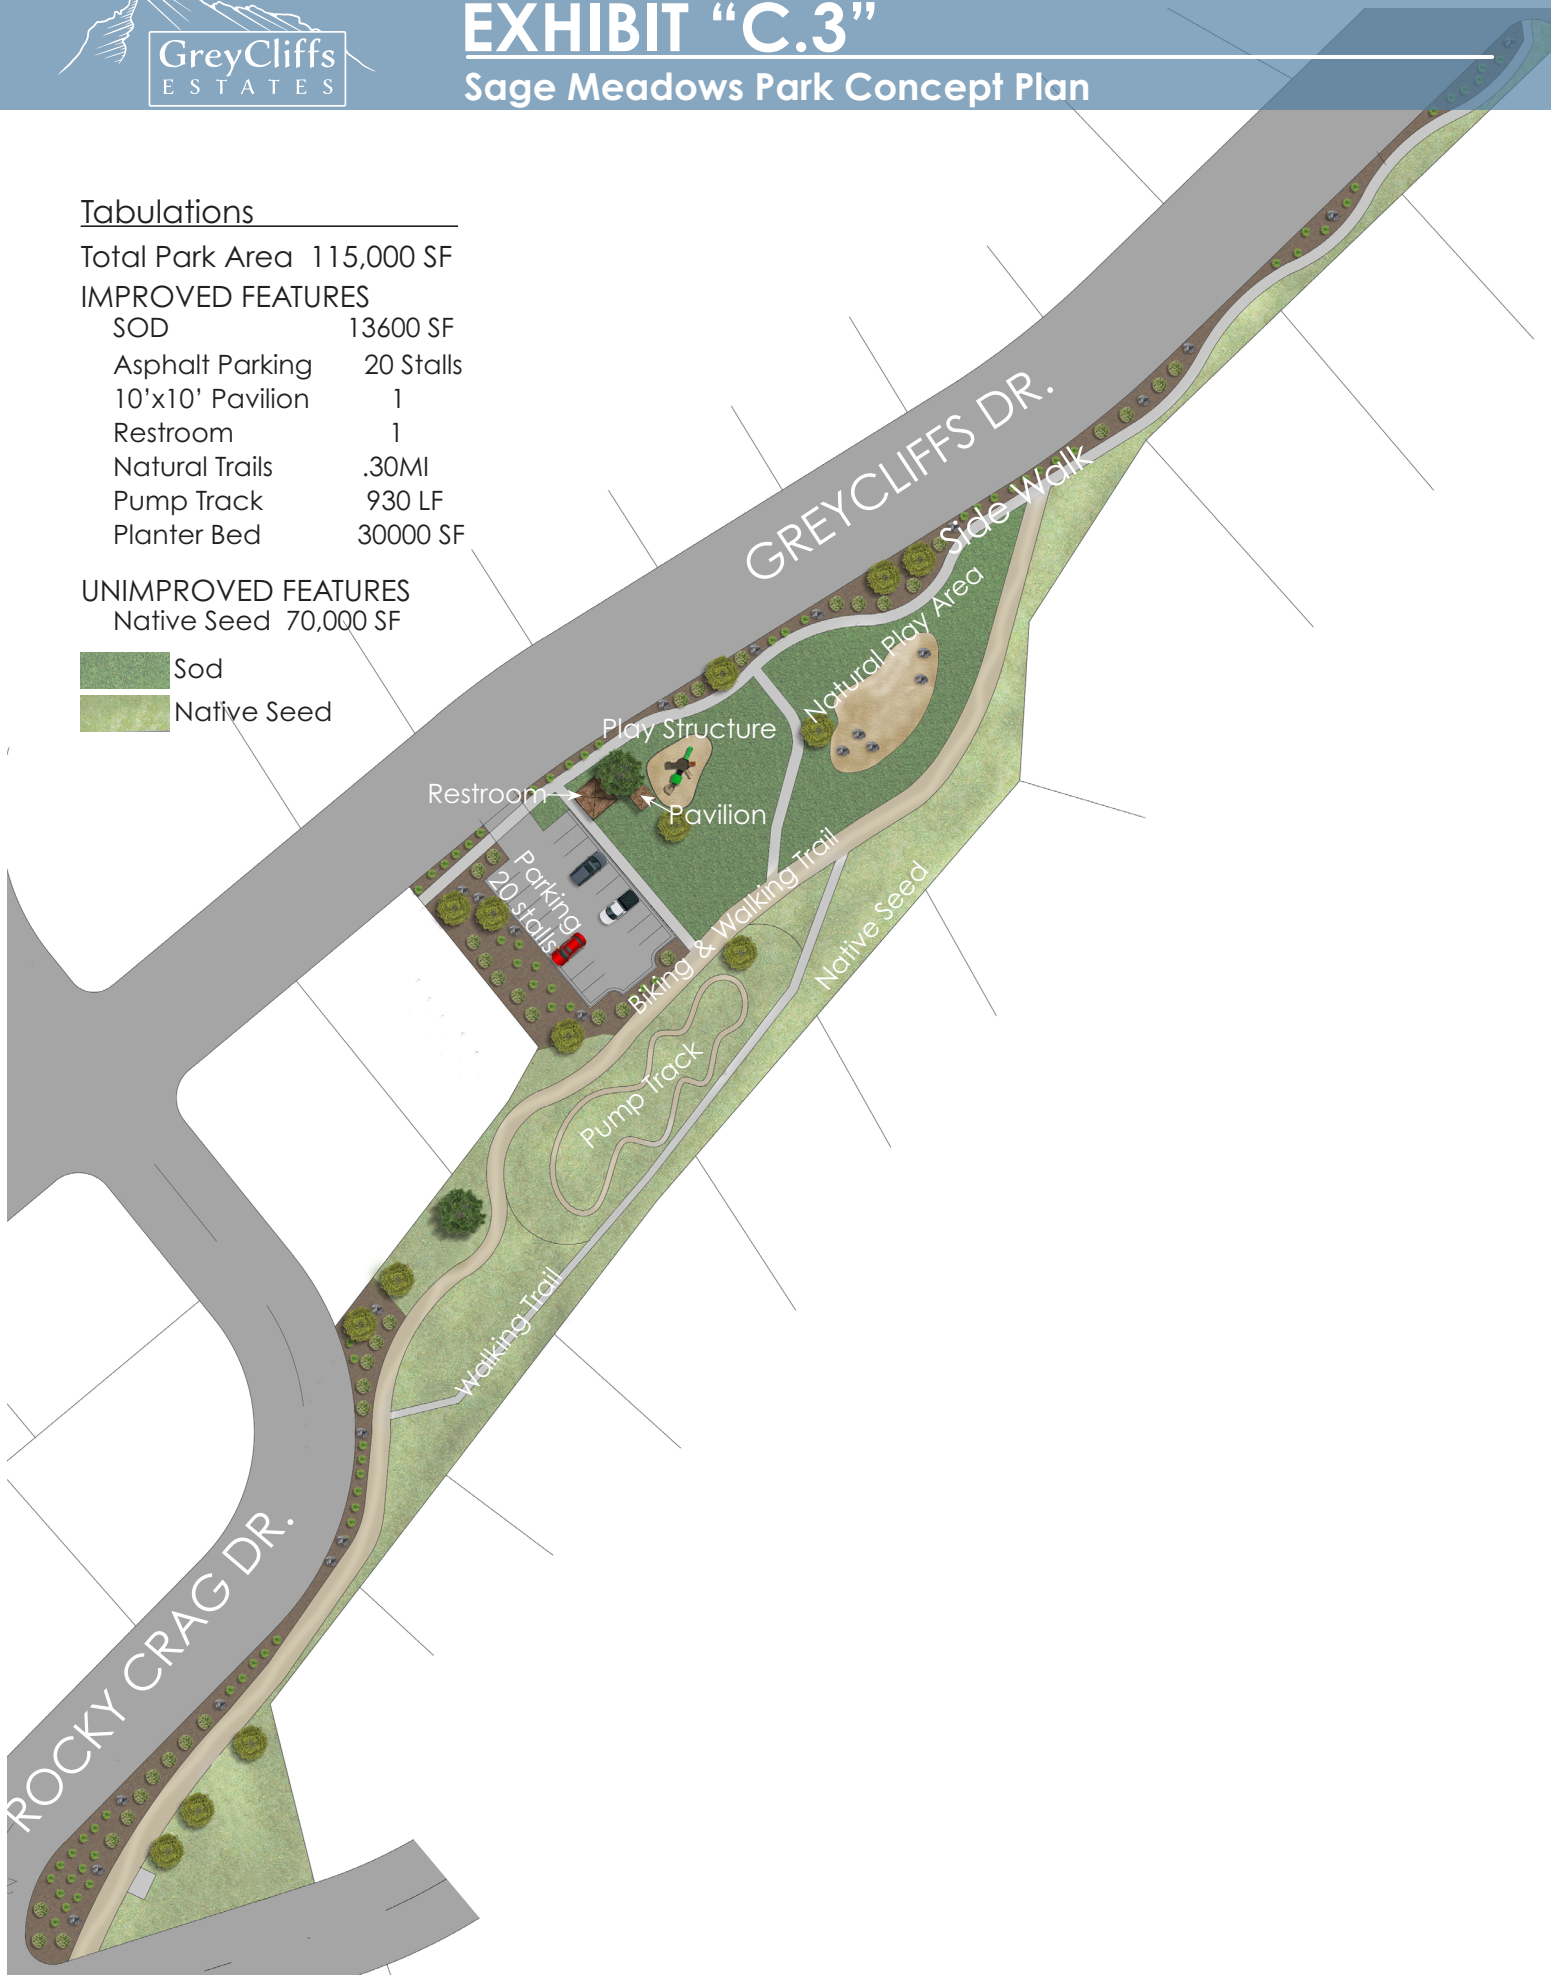 GreyCliffs
ESTATES
EXHIBIT “C.3”
Sage Meadows Park Concept Plan
Tabulations
Total Park Area 115,000 SF
IMPROVED FEATURES
SOD 13600 SF
Asphalt Parking 20 Stalls
10’x10’ Pavilion 1
Restroom 1
Natural Trails .30MI
Pump Track 930 LF
Planter Bed 30000 SF
UNIMPROVED FEATURES
Native Seed 70,000 SF
Sod
Native Seed
GREYCLIFFS DR.
Side Walk
Natural Play Area
Play Structure
Restroom
Pavilion
Parking
20 stalls
Biking & Walking Trail
Native Seed
Pump Track
Walking Trail
ROCKY CRAG DR.